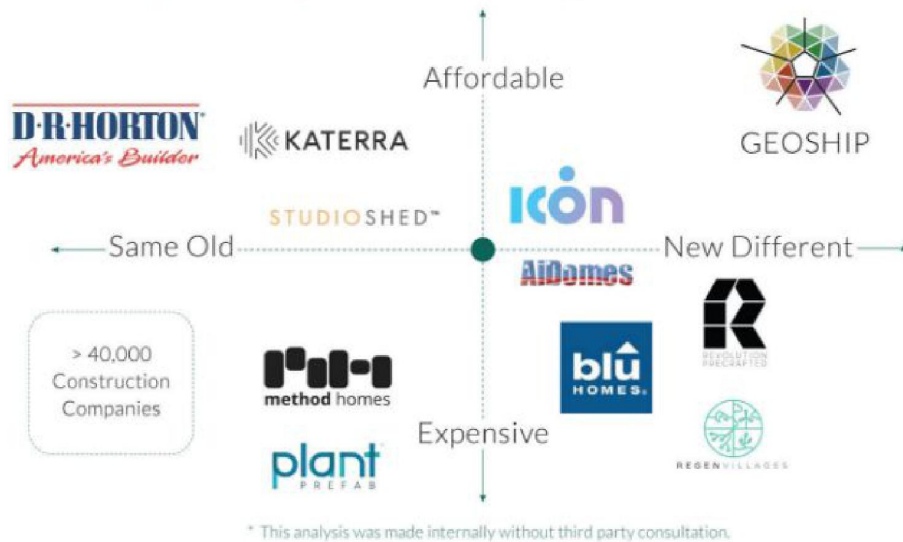 Affordable
D·R·HORTON
America's Builder
KATERRA
GEOSHIP
STUDIOSHED™
ICON
Same Old
New Different
AiDomes
> 40,000
Construction
Companies
method homes
blu
HOMES
REVOLUTION
PRECRAFTED
plant
PREFAB
Expensive
REGENVILLAGES
* This analysis was made internally without third party consultation.